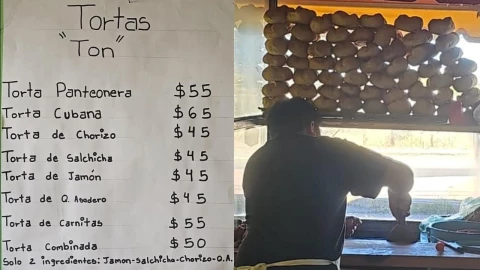 Tortas
"Ton"
Torta Panteonera $55
Torta Cubana $65
Torta de Chorizo $45
Torta de Salchicha $45
Torta de Jamón $45
Torta de Q. Asadero $45
Torta de Carnitas $55
Torta Combinada $50
Solo 2 ingredientes: Jamon-Salchicha-Chorizo-Q.A.